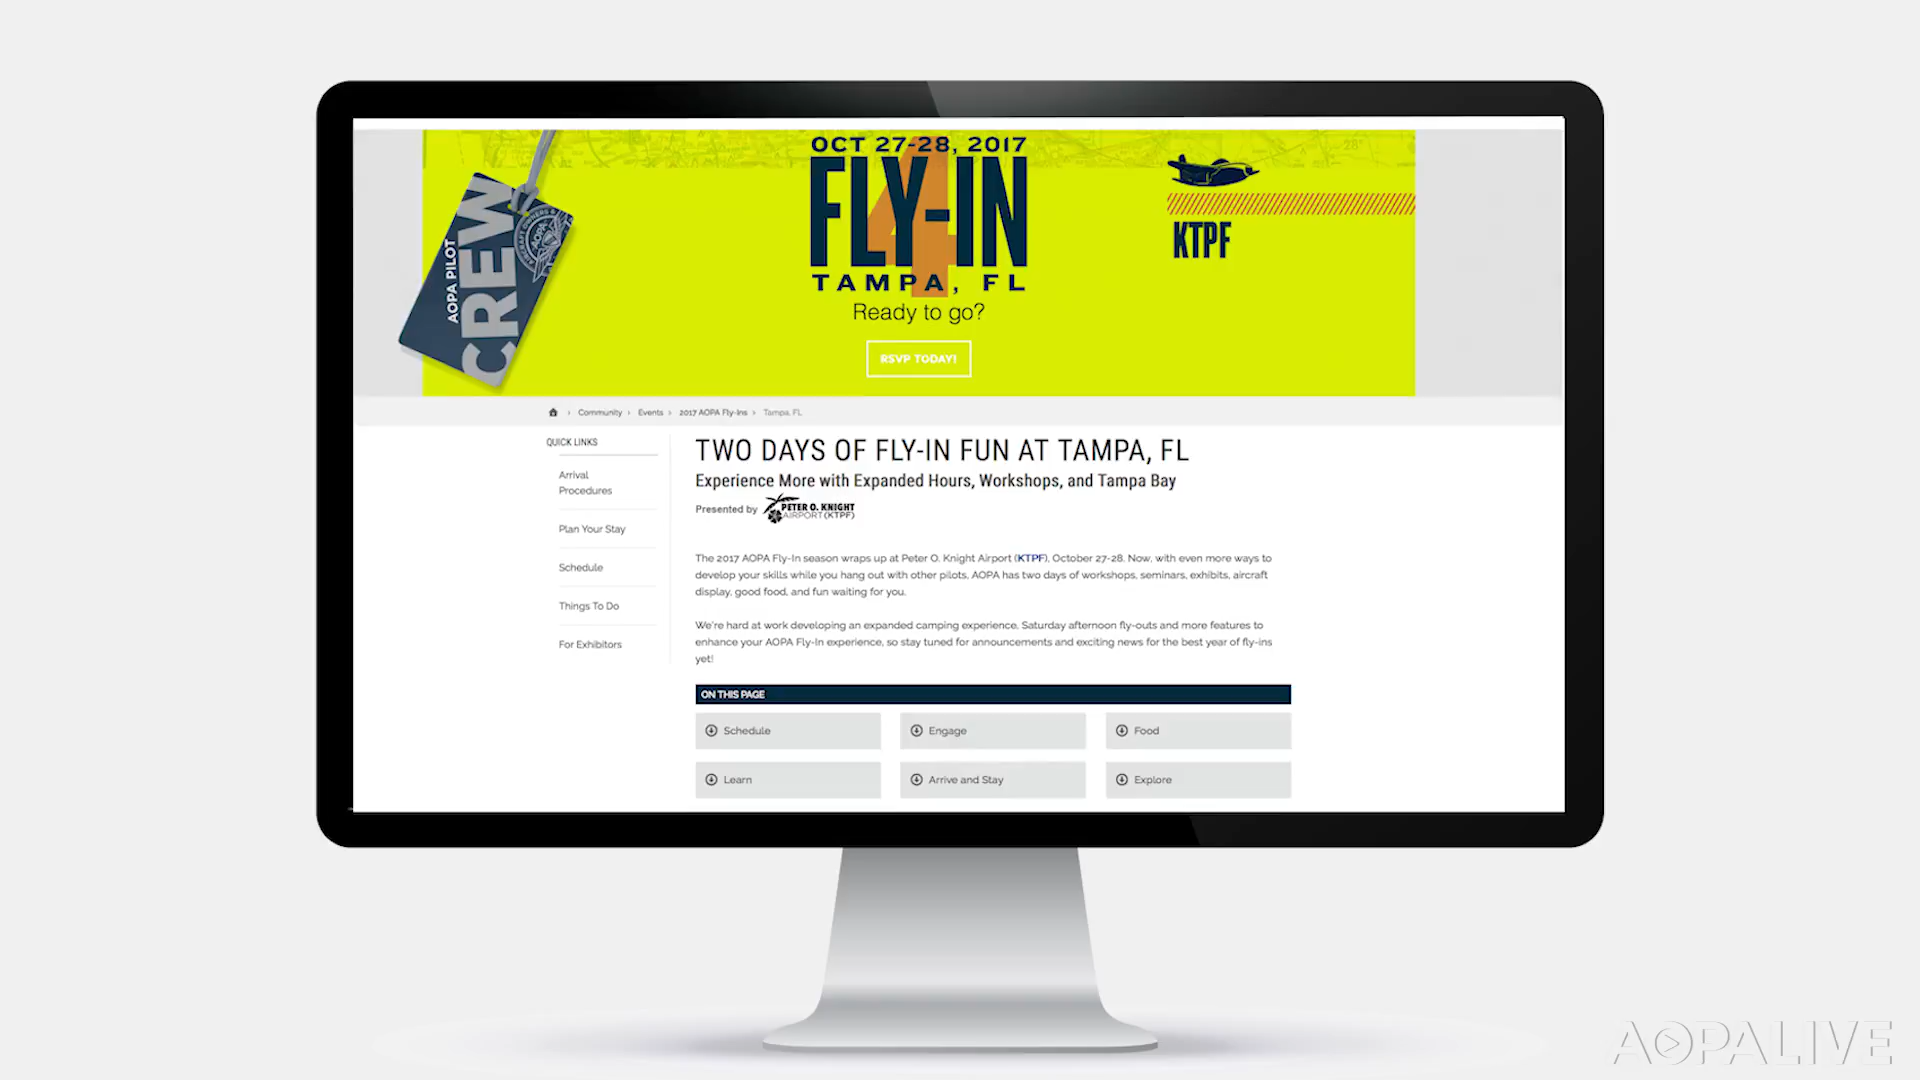 OCT 27-28, 2017
FLY-IN
4
TAMPA, FL
Ready to go?
RSVP TODAY!
AOPA PILOT
CREW
AOPA
KTPF
Community › Events › 2017 AOPA Fly-Ins › Tampa, FL
QUICK LINKS
Arrival
Procedures
Plan Your Stay
Schedule
Things To Do
For Exhibitors
TWO DAYS OF FLY-IN FUN AT TAMPA, FL
Experience More with Expanded Hours, Workshops, and Tampa Bay
Presented by
PETER O. KNIGHT
AIRPORT (KTPF)
The 2017 AOPA Fly-In season wraps up at Peter O. Knight Airport (KTPF), October 27-28. Now, with even more ways to
develop your skills while you hang out with other pilots, AOPA has two days of workshops, seminars, exhibits, aircraft
display, good food, and fun waiting for you.
We're hard at work developing an expanded camping experience, Saturday afternoon fly-outs and more features to
enhance your AOPA Fly-In experience, so stay tuned for announcements and exciting news for the best year of fly-ins
yet!
ON THIS PAGE
Schedule
Engage
Food
Learn
Arrive and Stay
Explore
AOPALIVE